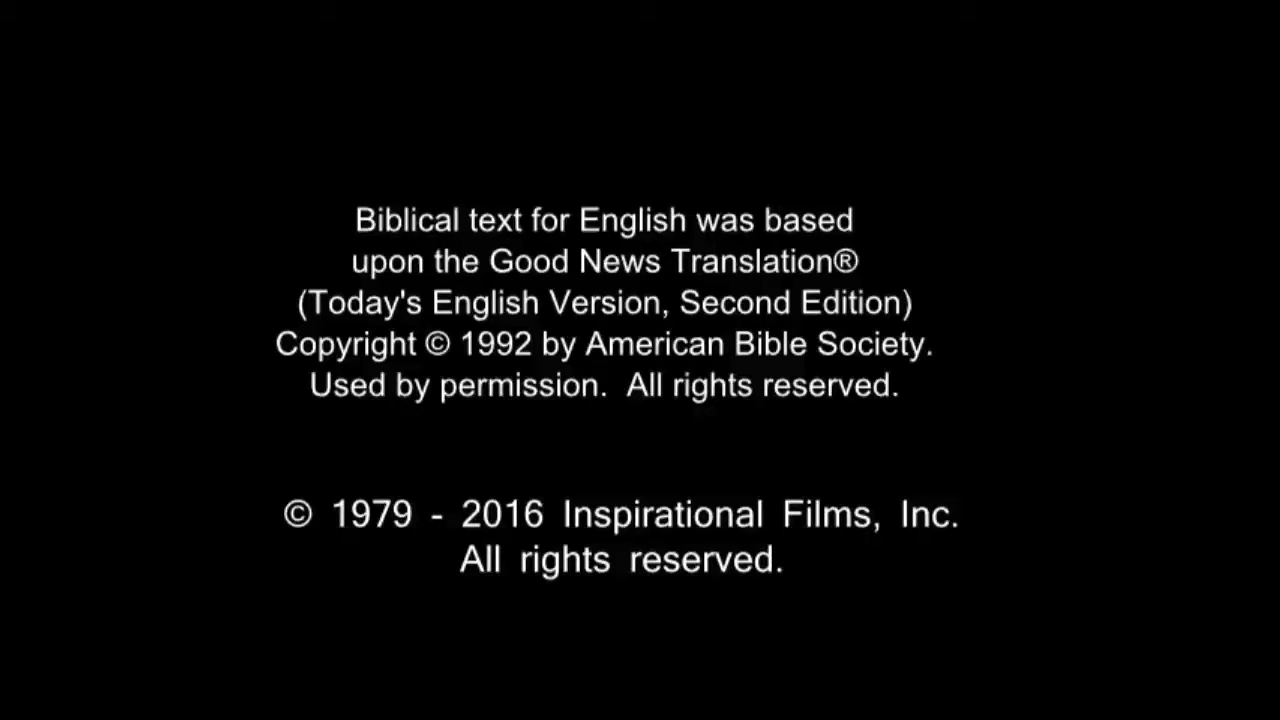 Biblical text for English was based
upon the Good News Translation®
(Today's English Version, Second Edition)
Copyright © 1992 by American Bible Society.
Used by permission.  All rights reserved.
© 1979 - 2016 Inspirational Films, Inc.
All rights reserved.